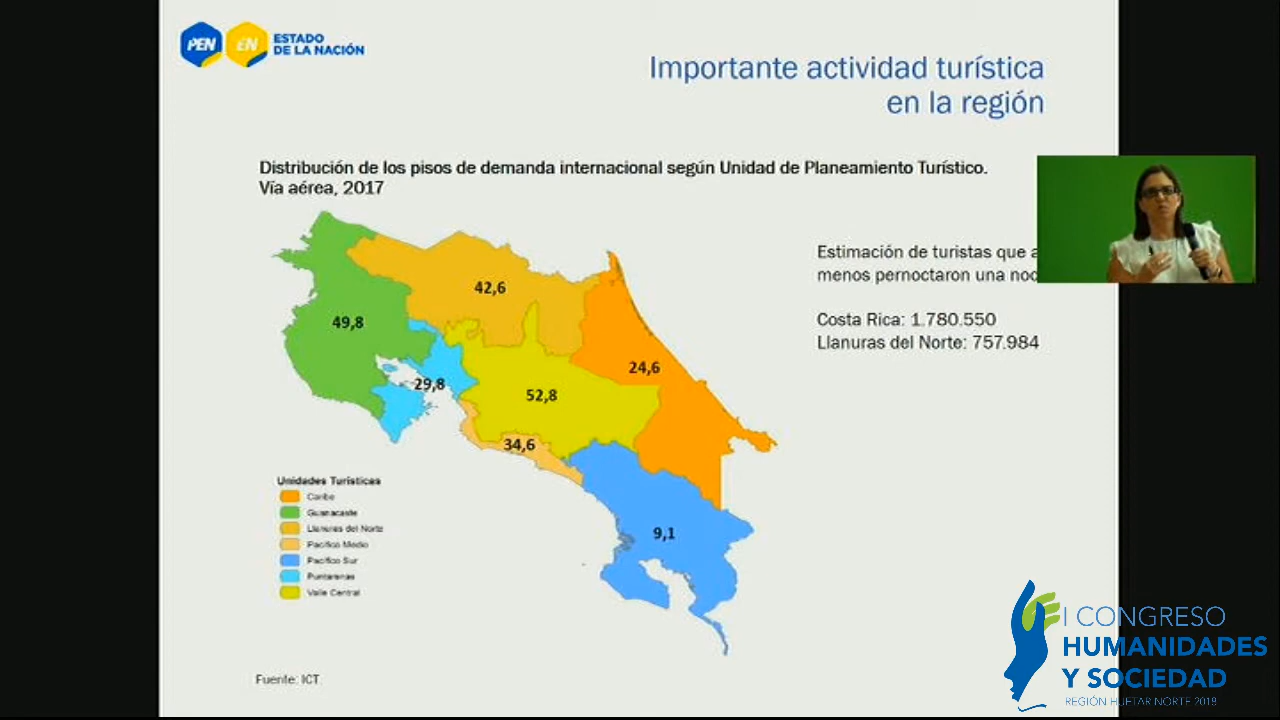 PEN EN ESTADO
DE LA NACIÓN
Importante actividad turística
en la región
Distribución de los pisos de demanda internacional según Unidad de Planeamiento Turístico.
Vía aérea, 2017
Estimación de turistas que
menos pernoctaron una
Costa Rica: 1.780.550
Llanuras del Norte: 757.984
42,6
49,8
24,6
29,8
52,8
34,6
9,1
Unidades Turísticas
Caribe
Guanacaste
Llanuras del Norte
Pacífico Medio
Pacífico Sur
Puntarenas
Valle Central
Fuente: ICT
I CONGRESO
HUMANIDADES
Y SOCIEDAD
REGIÓN HUETAR NORTE 2018